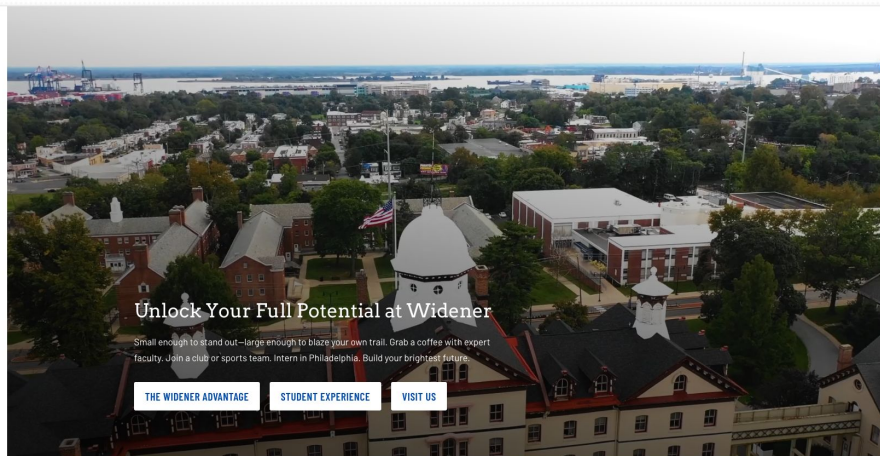 Unlock Your Full Potential at Widener
Small enough to stand out—large enough to blaze your own trail. Grab a coffee with expert
faculty. Join a club or sports team. Intern in Philadelphia. Build your brightest future.
THE WIDENER ADVANTAGE
STUDENT EXPERIENCE
VISIT US